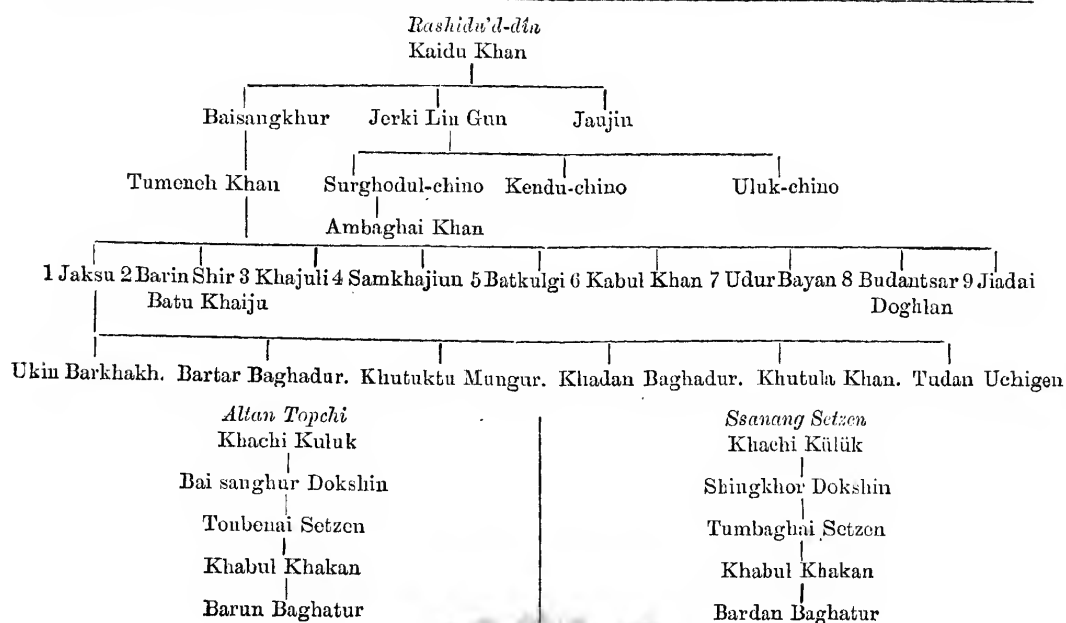 Rashidu'd-dín
Kaidu Khan
Baisangkhur Jerki Lin Gun Jaujin
Tumeneh Khan Surghodul-chino Kendu-chino Uluk-chino
Ambaghai Khan
1 Jaksu 2 Barin Shir 3 Khajuli 4 Samkhajiun 5 Batkulgi 6 Kabul Khan 7 Udur Bayan 8 Budantsar 9 Jiadai
Batu Khaiju Doghlan
Ukin Barkhakh. Bartar Baghadur. Khutuktu Mungur. Khadan Baghadur. Khutula Khan. Tudan Uchigen
Altan Topchi
Khachi Kuluk
Bai sanghur Dokshin
Toubenai Setzen
Khabul Khakan
Barun Baghatur
Ssanang Setzen
Khachi Külük
Shingkhor Dokshin
Tumbaghai Setzen
Khabul Khakan
Bardan Baghatur